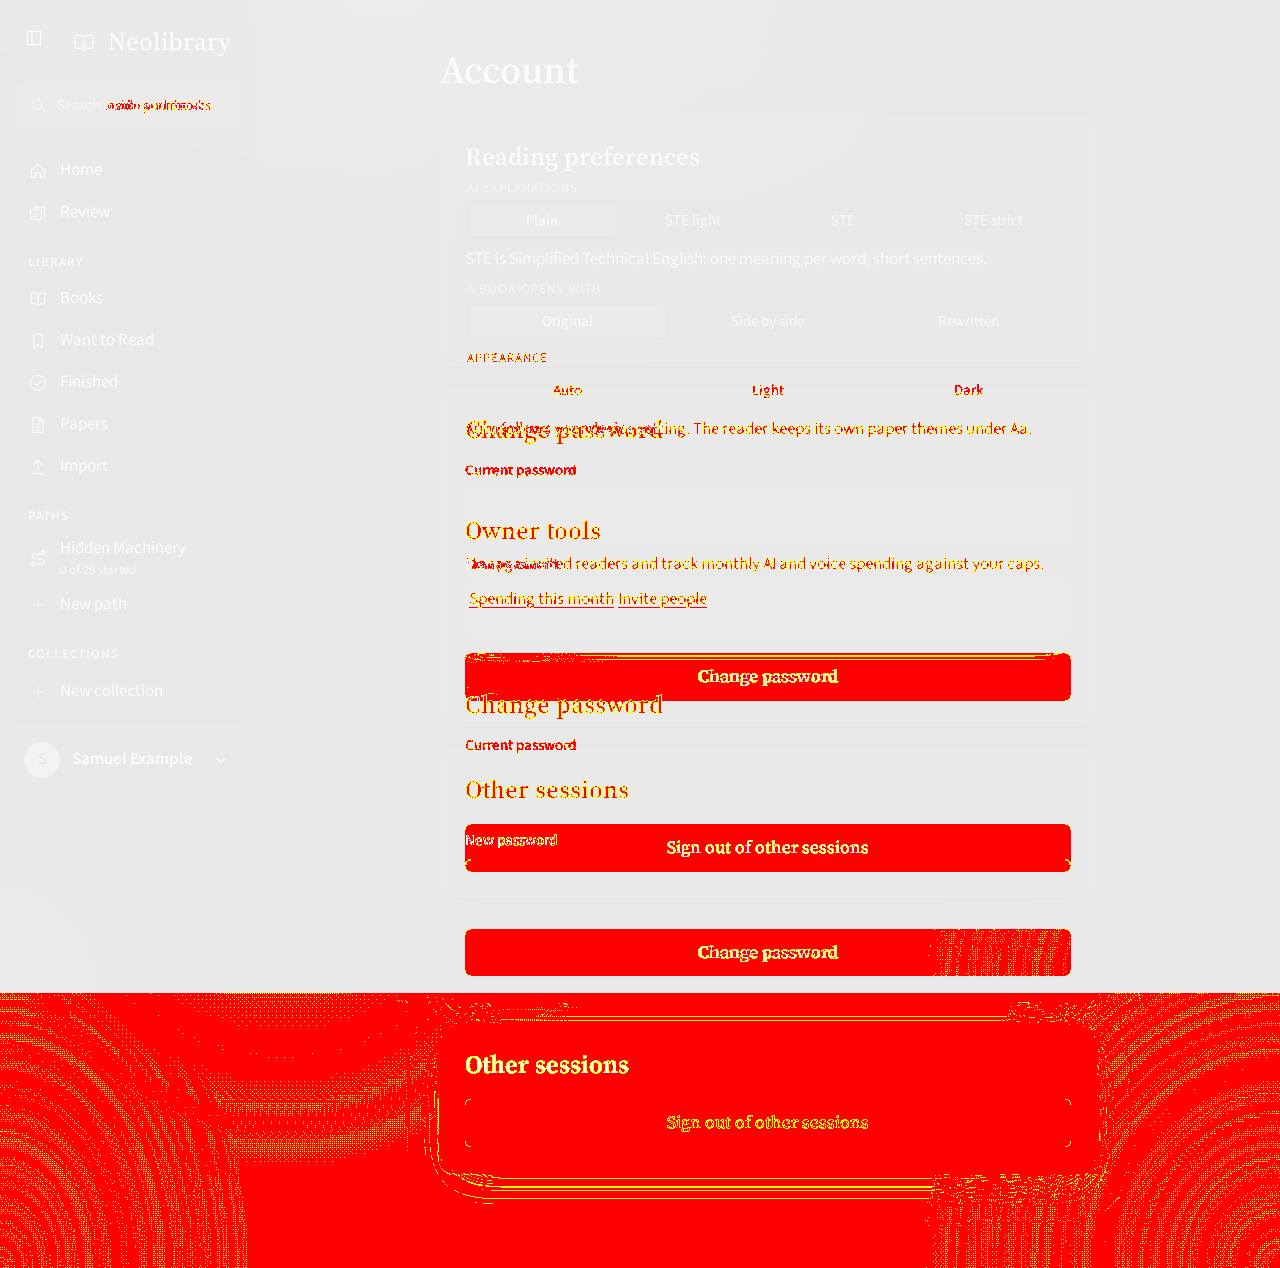 Neolibrary
Search
Home
Review
LIBRARY
Books
Want to Read
Finished
Papers
Import
PATHS
Hidden Machinery
0 of 29 started
New path
COLLECTIONS
New collection
S Samuel Example
Account
Reading preferences
AI EXPLANATIONS
Plain STE light STE STE strict
STE is Simplified Technical English: one meaning per word, short sentences.
A BOOK OPENS WITH
Original Side by side Rewritten
APPEARANCE
Auto Light Dark
Change password
The reader keeps its own paper themes under Aa.
Current password
Owner tools
readers and track monthly AI and voice spending against your caps.
Spending this month Invite people
Change password
Change password
Current password
Other sessions
New password
Sign out of other sessions
Change password
Other sessions
Sign out of other sessions